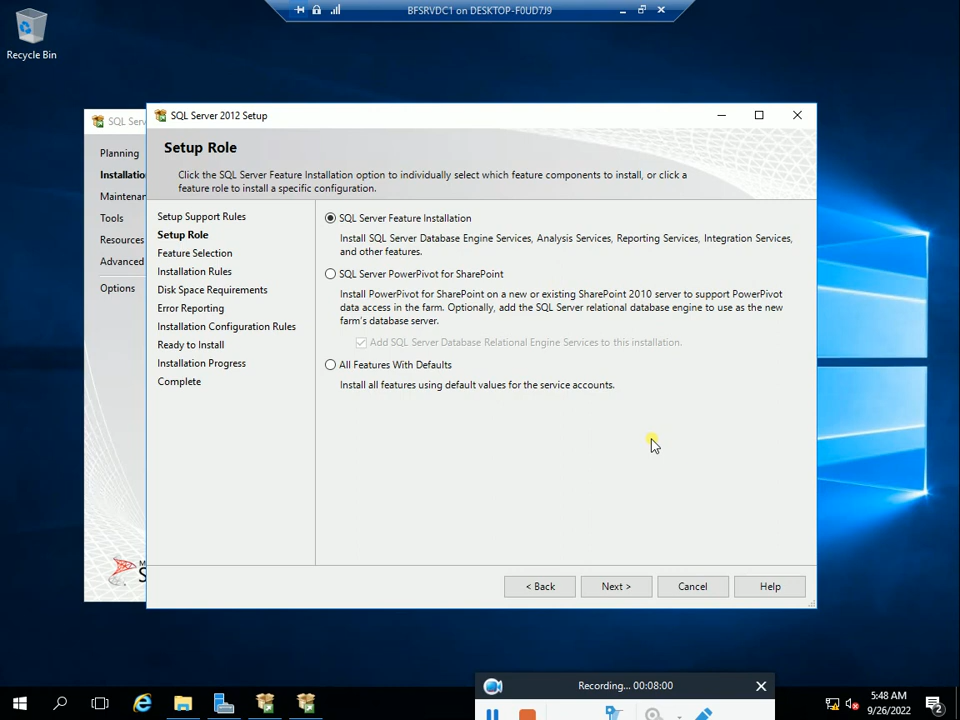 BFSRVDC1 on DESKTOP-F0UD7J9
Recycle Bin
SQL Serv
Planning
Installatio
Maintenan
Tools
Resources
Advanced
Options
SQL Server 2012 Setup
Setup Role
Click the SQL Server Feature Installation option to individually select which feature components to install, or click a
feature role to install a specific configuration.
Setup Support Rules
Setup Role
Feature Selection
Installation Rules
Disk Space Requirements
Error Reporting
Installation Configuration Rules
Ready to Install
Installation Progress
Complete
SQL Server Feature Installation
Install SQL Server Database Engine Services, Analysis Services, Reporting Services, Integration Services,
and other features.
SQL Server PowerPivot for SharePoint
Install PowerPivot for SharePoint on a new or existing SharePoint 2010 server to support PowerPivot
data access in the farm. Optionally, add the SQL Server relational database engine to use as the new
farm's database server.
Add SQL Server Database Relational Engine Services to this installation.
All Features With Defaults
Install all features using default values for the service accounts.
< Back
Next >
Cancel
Help
Recording... 00:08:00
5:48 AM
9/26/2022
2